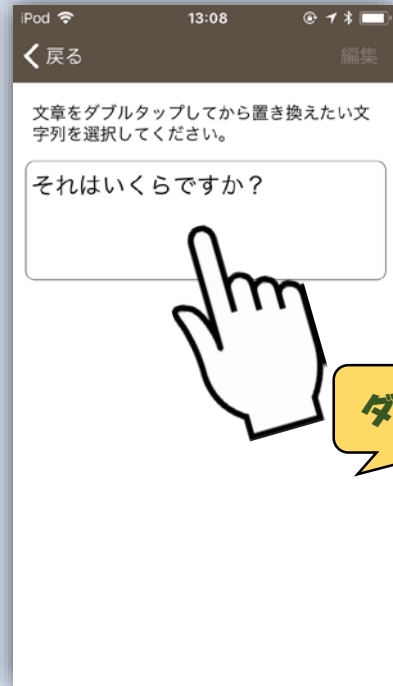 iPod 13:08
戻る 編集
文章をダブルタップしてから置き換えたい文
字列を選択してください。
それはいくらですか？
ダ